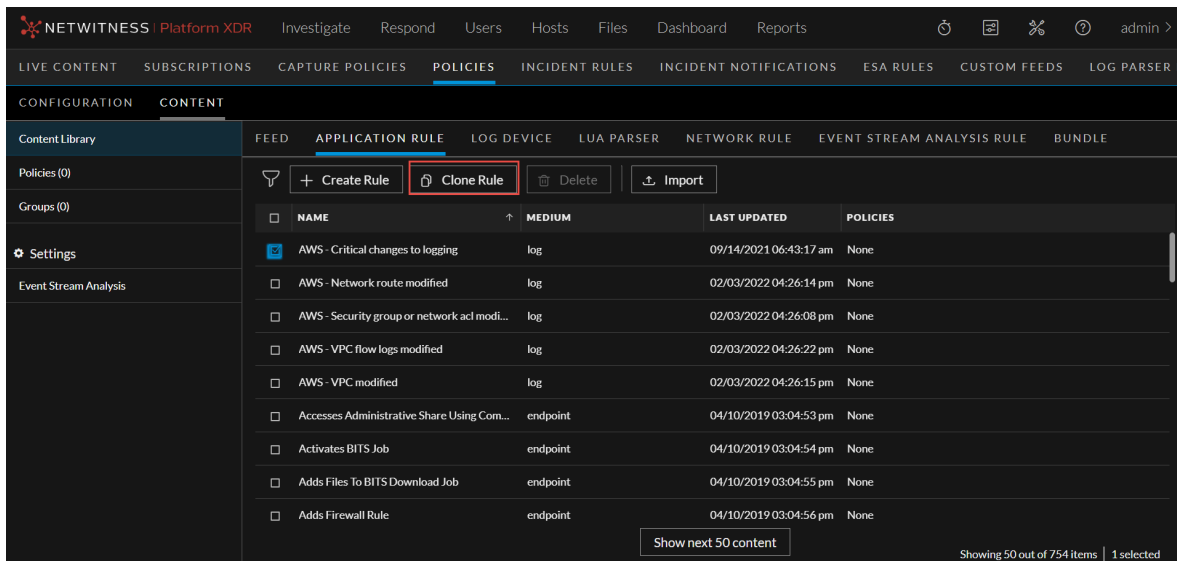 NETWITNESS | Platform XDR Investigate Respond Users Hosts Files Dashboard Reports admin >
LIVE CONTENT SUBSCRIPTIONS CAPTURE POLICIES POLICIES INCIDENT RULES INCIDENT NOTIFICATIONS ESA RULES CUSTOM FEEDS LOG PARSER
CONFIGURATION CONTENT
Content Library
Policies (0)
Groups (0)
Settings
Event Stream Analysis
FEED APPLICATION RULE LOG DEVICE LUA PARSER NETWORK RULE EVENT STREAM ANALYSIS RULE BUNDLE
+ Create Rule Clone Rule Delete Import
NAME ↑ MEDIUM LAST UPDATED POLICIES
AWS - Critical changes to logging log 09/14/2021 06:43:17 am None
AWS - Network route modified log 02/03/2022 04:26:14 pm None
AWS - Security group or network acl modi... log 02/03/2022 04:26:08 pm None
AWS - VPC flow logs modified log 02/03/2022 04:26:22 pm None
AWS - VPC modified log 02/03/2022 04:26:15 pm None
Accesses Administrative Share Using Com... endpoint 04/10/2019 03:04:53 pm None
Activates BITS Job endpoint 04/10/2019 03:04:54 pm None
Adds Files To BITS Download Job endpoint 04/10/2019 03:04:55 pm None
Adds Firewall Rule endpoint 04/10/2019 03:04:56 pm None
Show next 50 content
Showing 50 out of 754 items | 1 selected